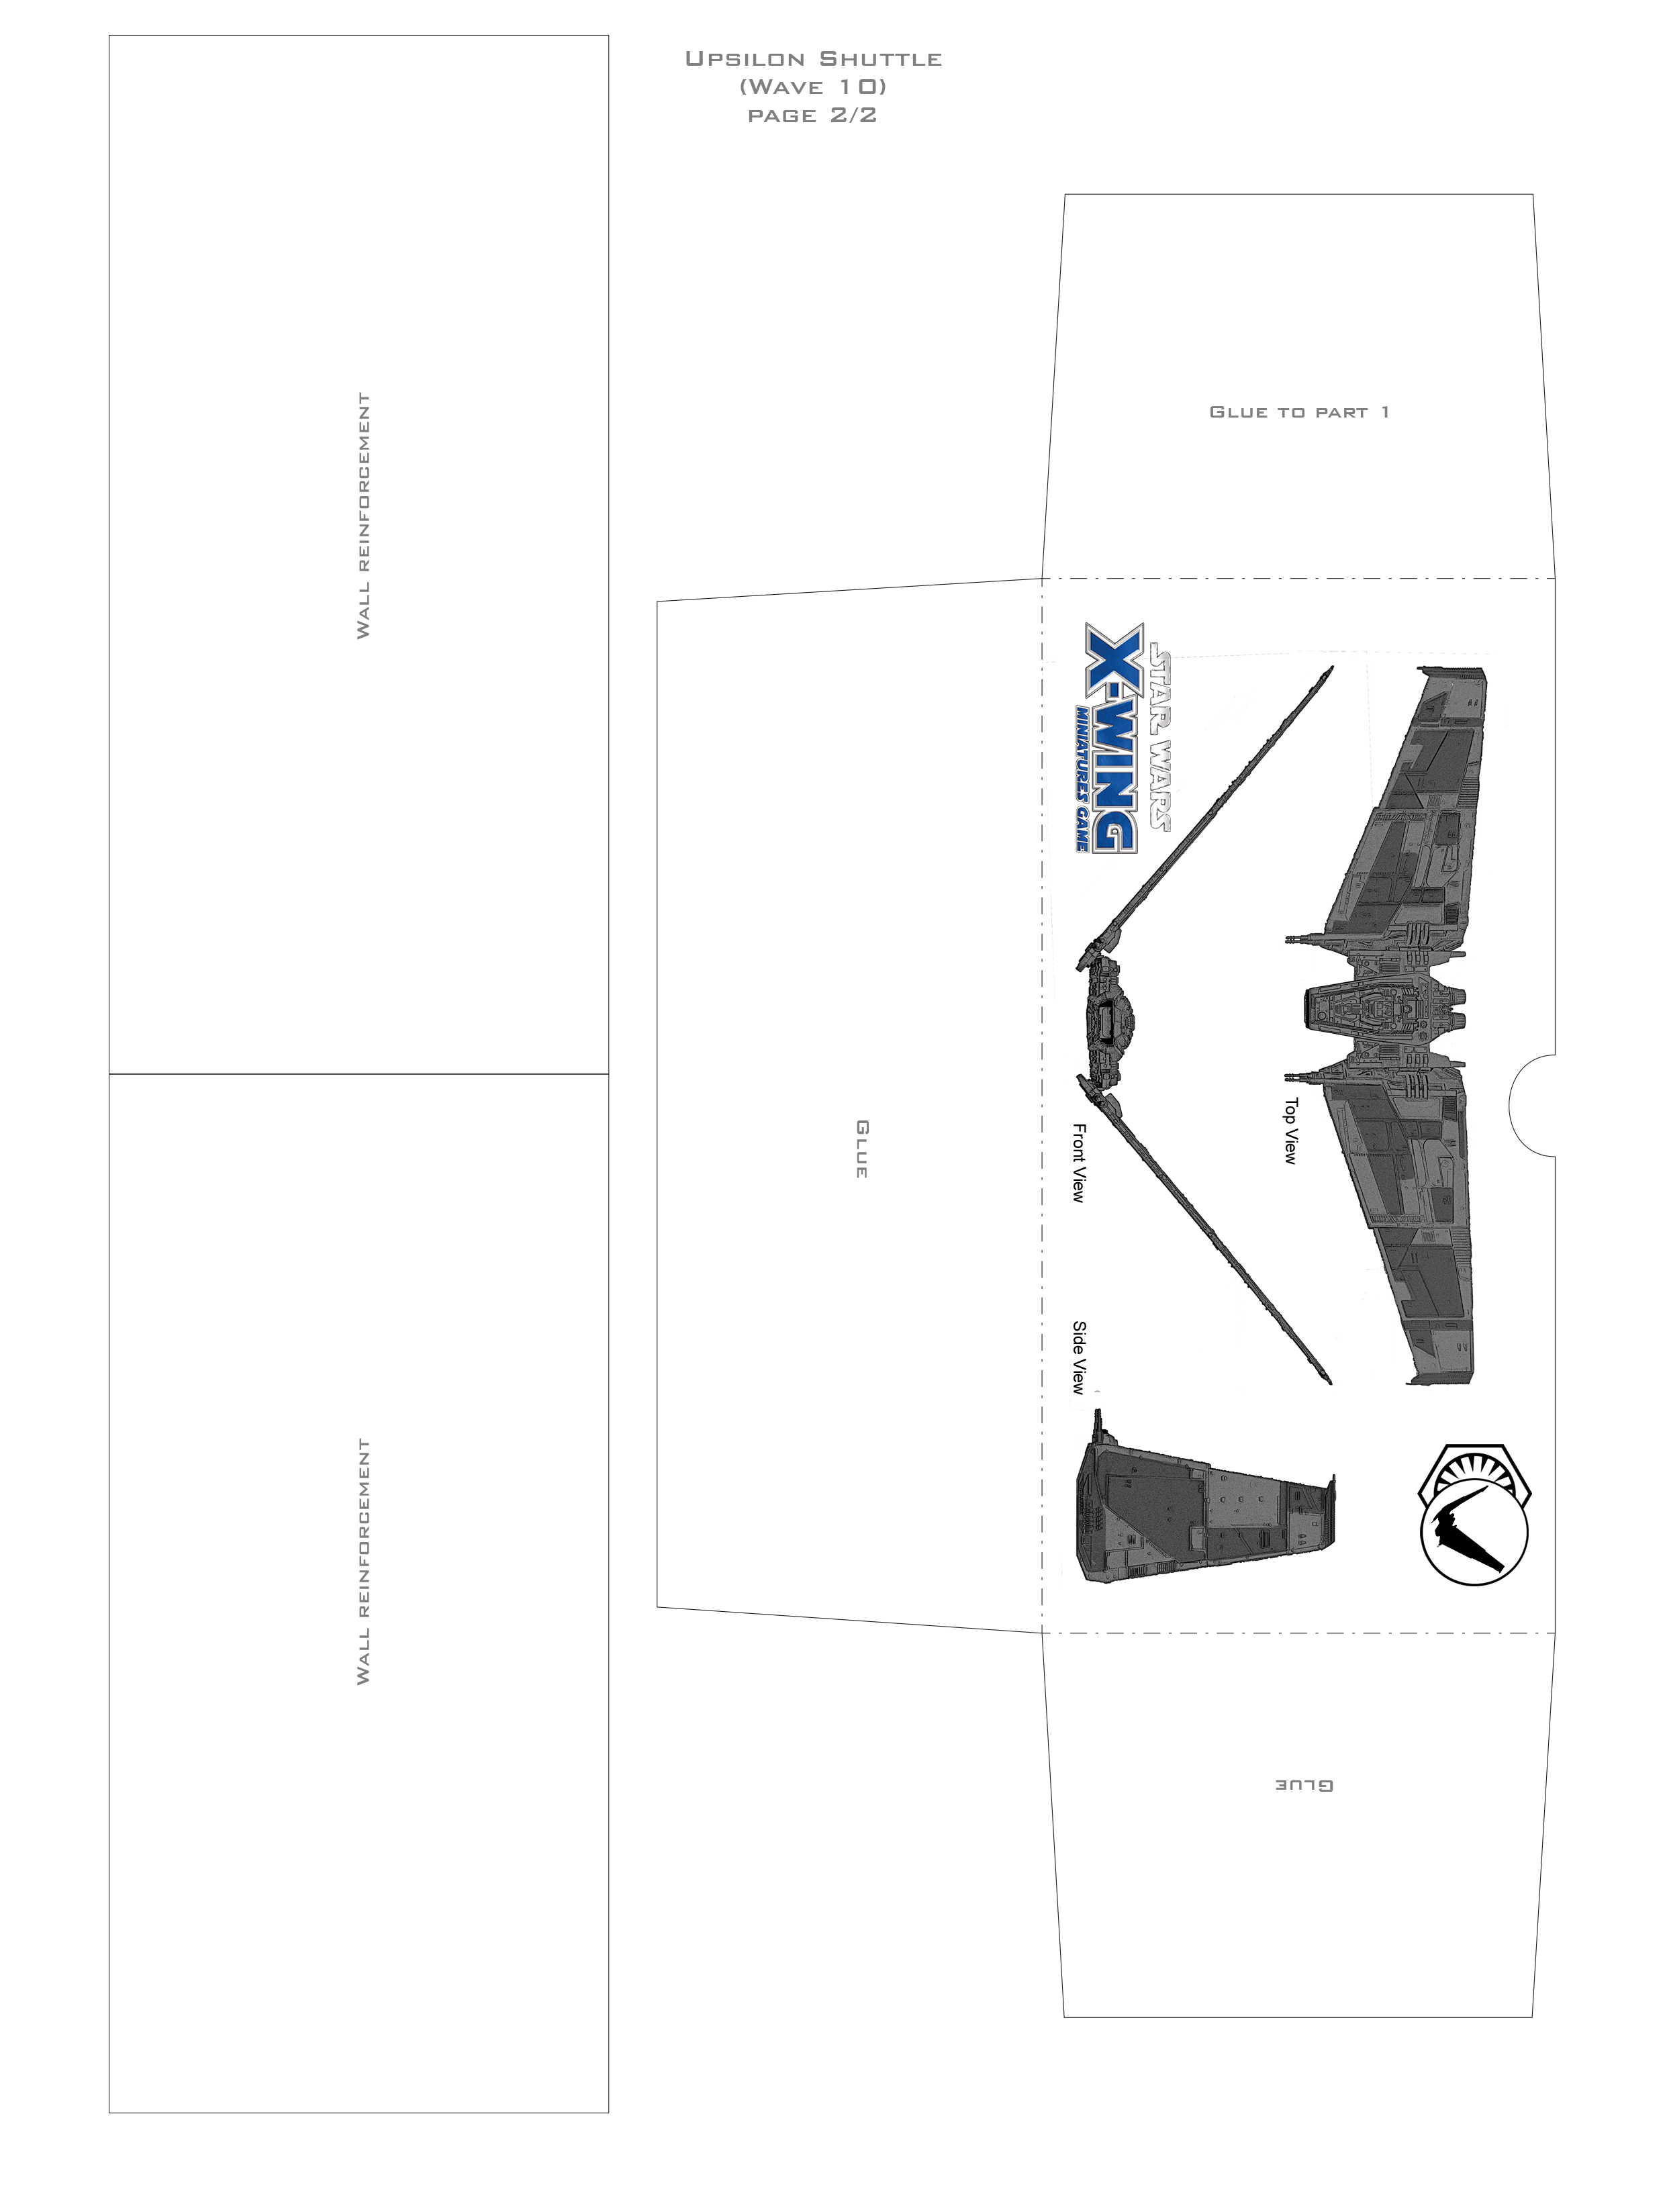 Upsilon Shuttle
(Wave 10)
page 2/2
Wall reinforcement
Glue to part 1
STAR WARS
X-WING
MINIATURES GAME
Top View
Front View
Side View
Glue
Wall reinforcement
Glue